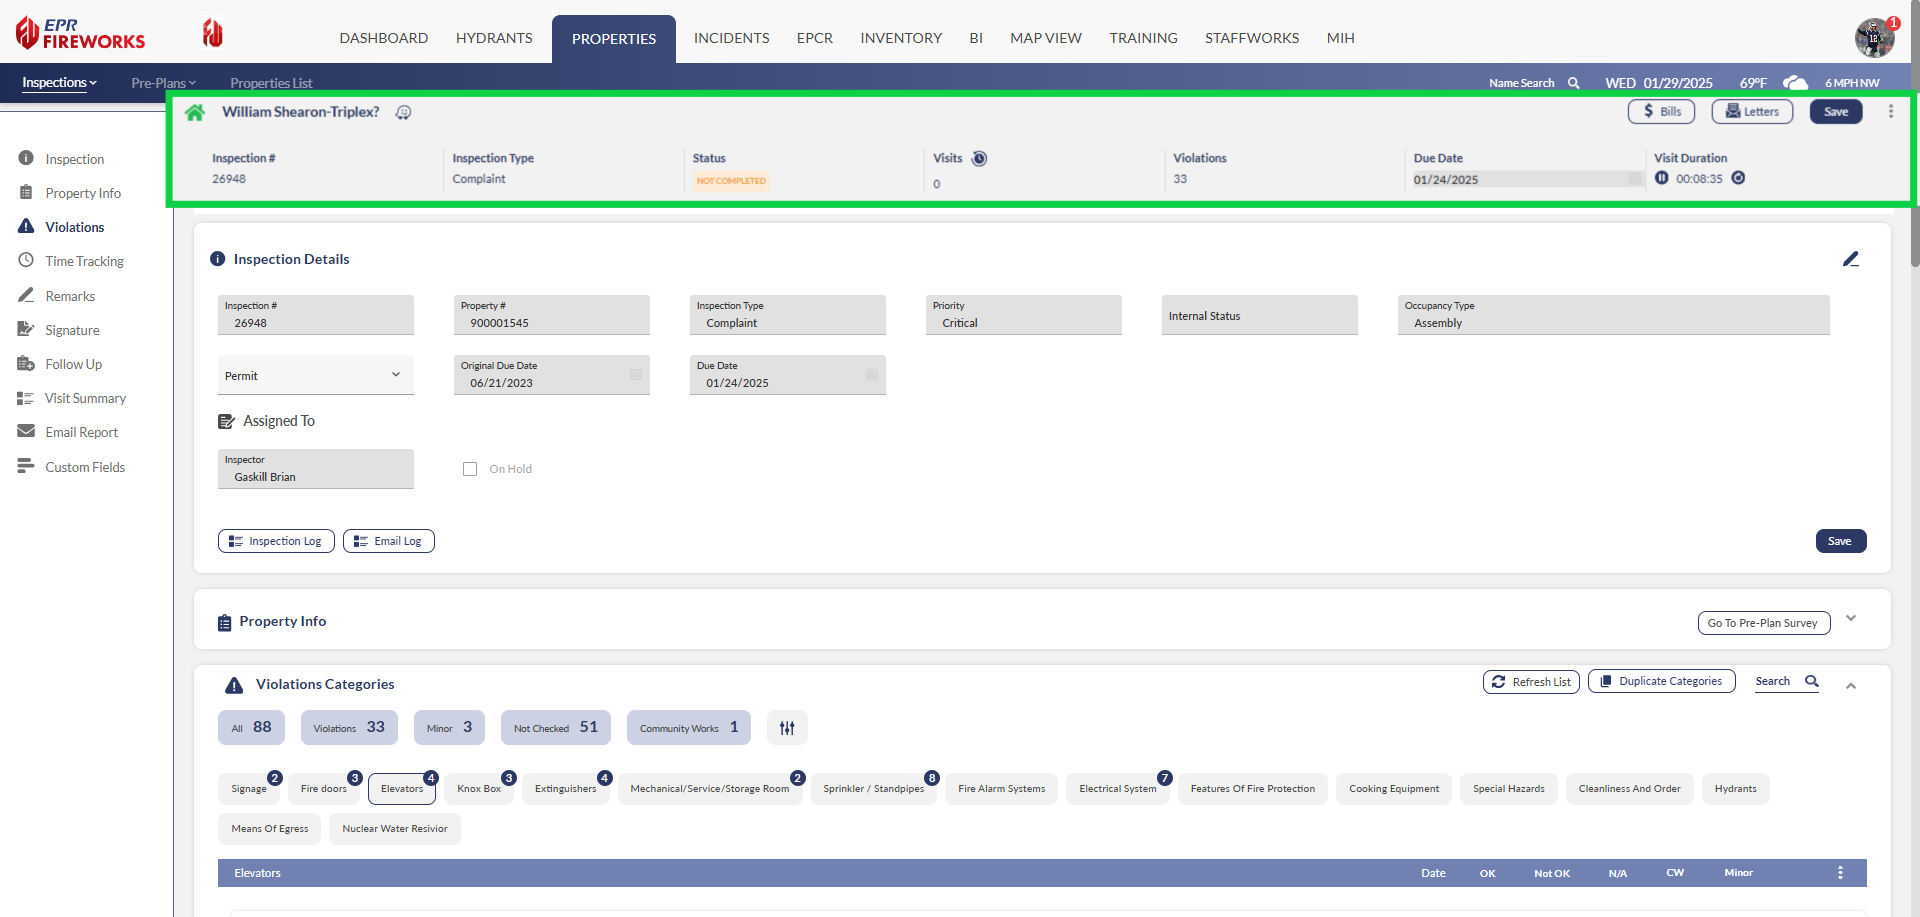 EPR
FIREWORKS
DASHBOARD HYDRANTS PROPERTIES INCIDENTS EPCR INVENTORY BI MAP VIEW TRAINING STAFFWORKS MIH
1
Inspections Pre-Plans Properties List Name Search WED 01/29/2025 69°F 6 MPH NW
William Shearon-Triplex? $ Bills Letters Save
Inspection # Inspection Type Status Visits Violations Due Date Visit Duration
26948 Complaint NOT COMPLETED 0 33 01/24/2025 00:08:35
Inspection
Property Info
Violations
Time Tracking
Remarks
Signature
Follow Up
Visit Summary
Email Report
Custom Fields
Inspection Details
Inspection # Property # Inspection Type Priority Internal Status Occupancy Type
26948 900001545 Complaint Critical Assembly
Permit Original Due Date Due Date
06/21/2023 01/24/2025
Assigned To
Inspector
Gaskill Brian On Hold
Inspection Log Email Log Save
Property Info Go To Pre-Plan Survey
Violations Categories Refresh List Duplicate Categories Search
All 88 Violations 33 Minor 3 Not Checked 51 Community Works 1
Signage 2 Fire doors 3 Elevators 4 Knox Box 3 Extinguishers 4 Mechanical/Service/Storage Room 2 Sprinkler / Standpipes 8 Fire Alarm Systems Electrical System 7 Features Of Fire Protection Cooking Equipment Special Hazards Cleanliness And Order Hydrants
Means Of Egress Nuclear Water Resivior
Elevators Date OK Not OK N/A CW Minor